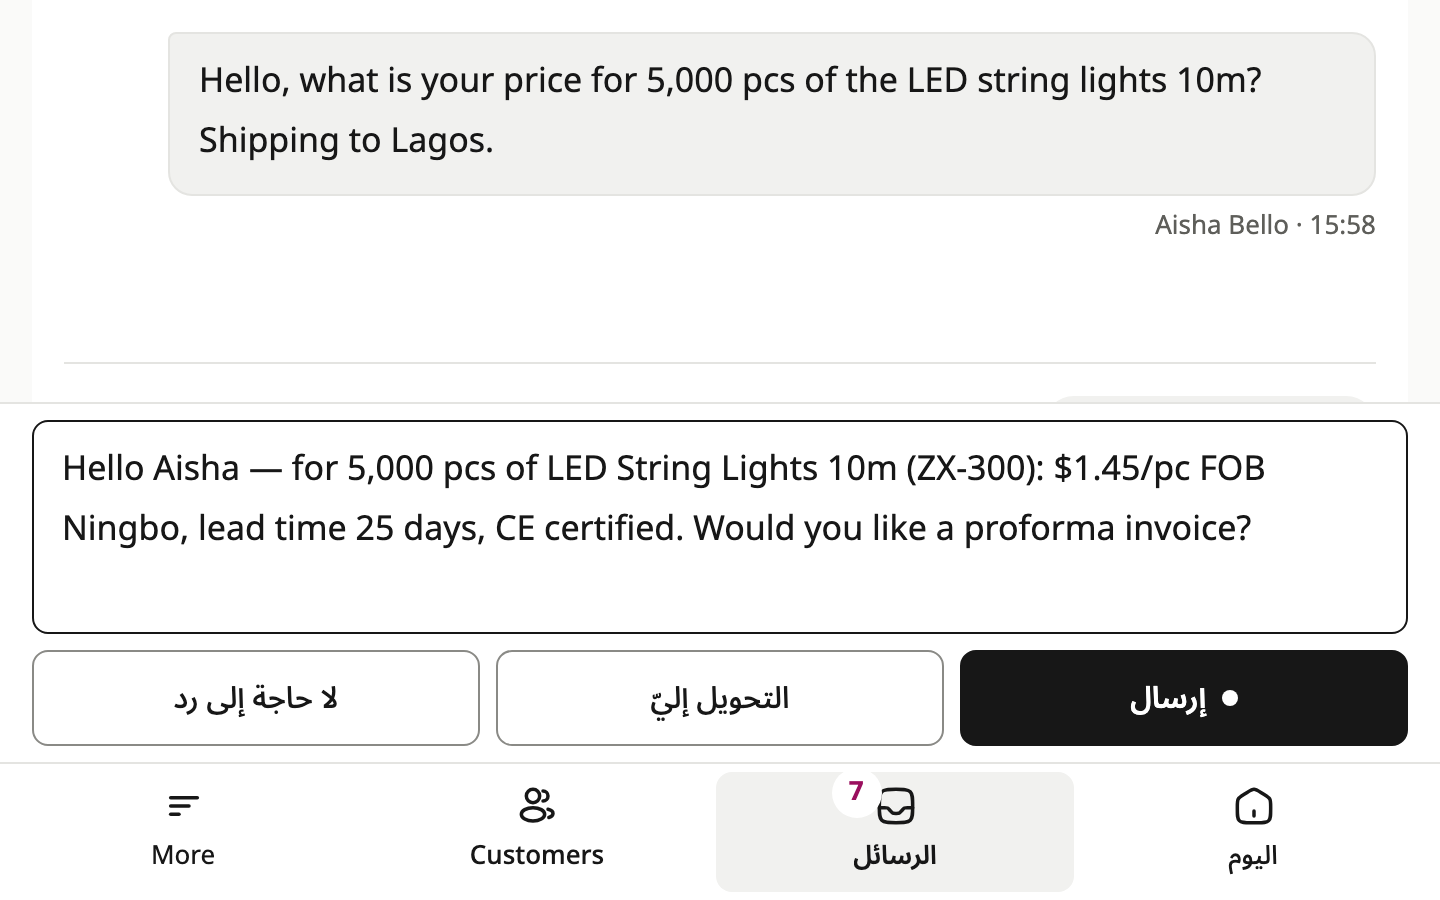 Hello, what is your price for 5,000 pcs of the LED string lights 10m?
Shipping to Lagos.
Aisha Bello · 15:58
Hello Aisha — for 5,000 pcs of LED String Lights 10m (ZX-300): $1.45/pc FOB
Ningbo, lead time 25 days, CE certified. Would you like a proforma invoice?
إرسال
التحويل إليّ
لا حاجة إلى رد
اليوم
7
الرسائل
Customers
More